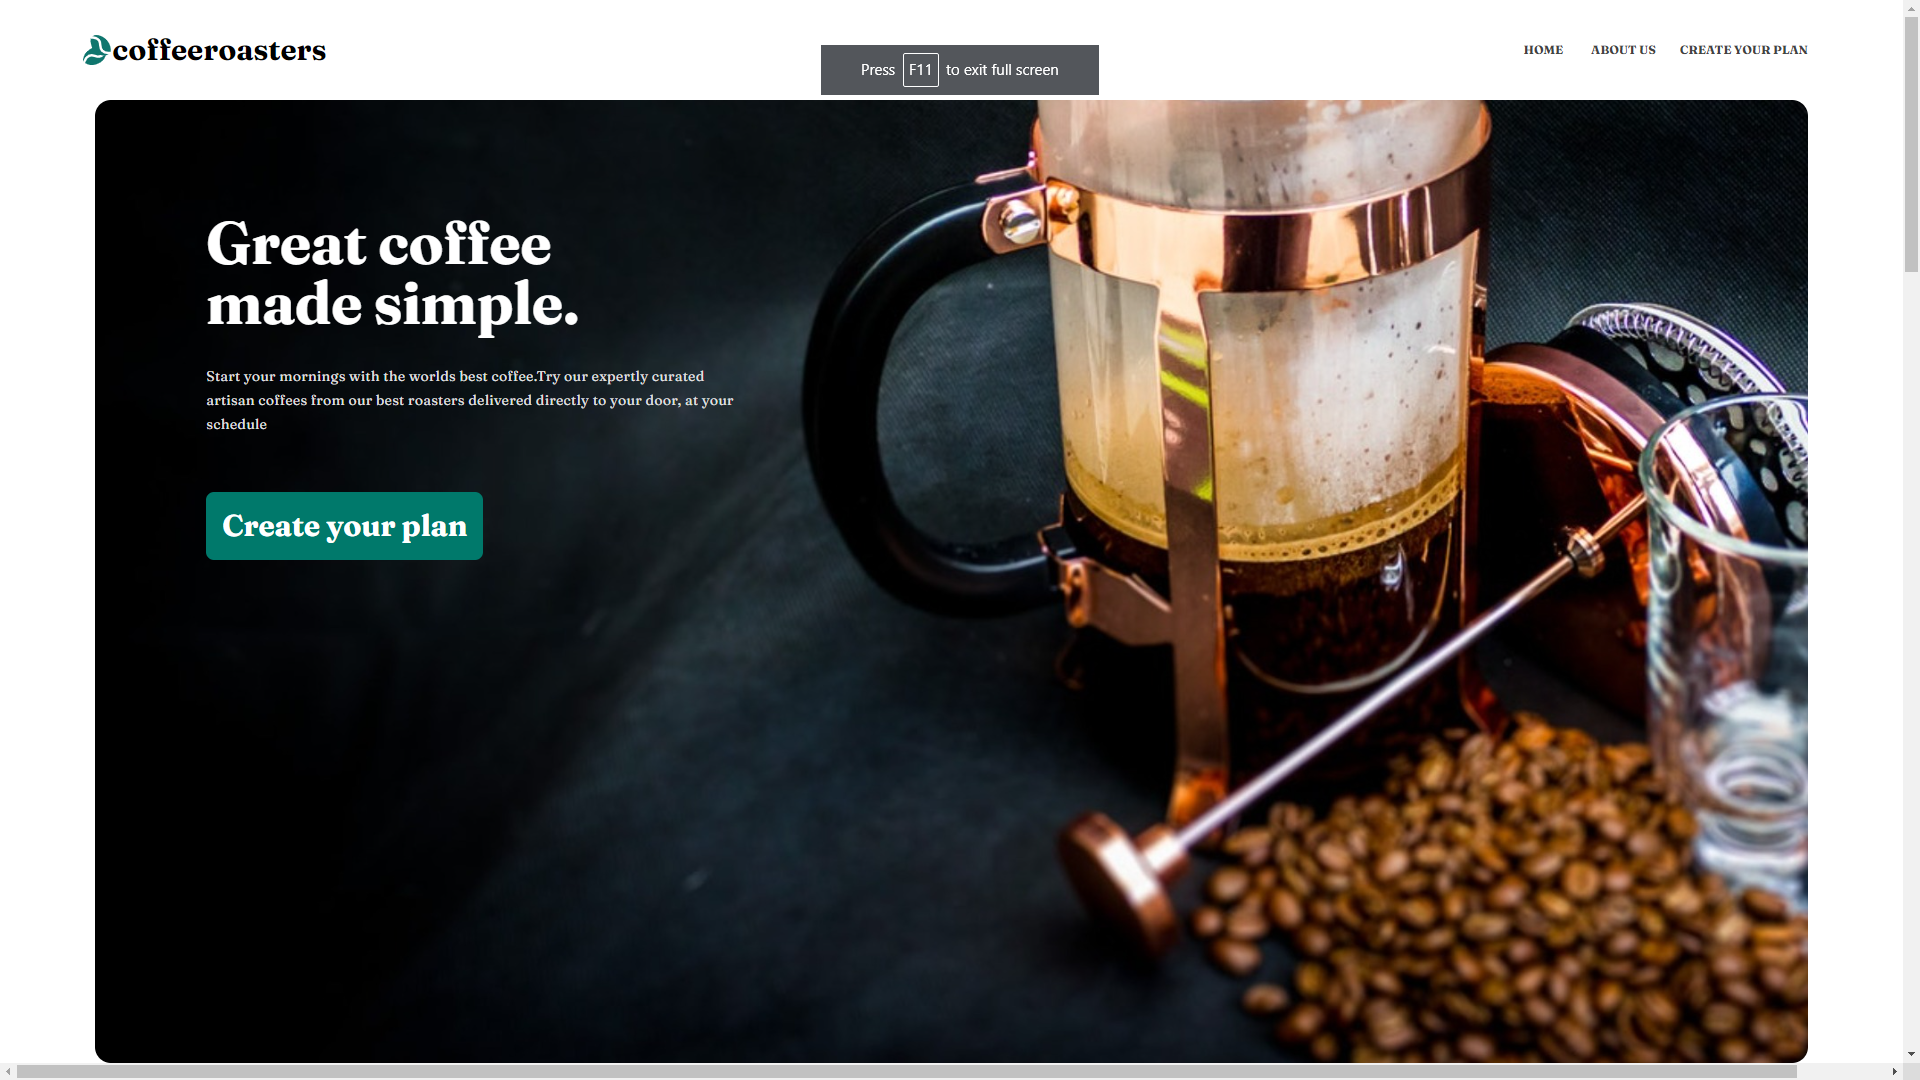 coffeeroasters
HOME ABOUT US CREATE YOUR PLAN
Press F11 to exit full screen
Great coffee
made simple.
Start your mornings with the worlds best coffee.Try our expertly curated
artisan coffees from our best roasters delivered directly to your door, at your
schedule
Create your plan